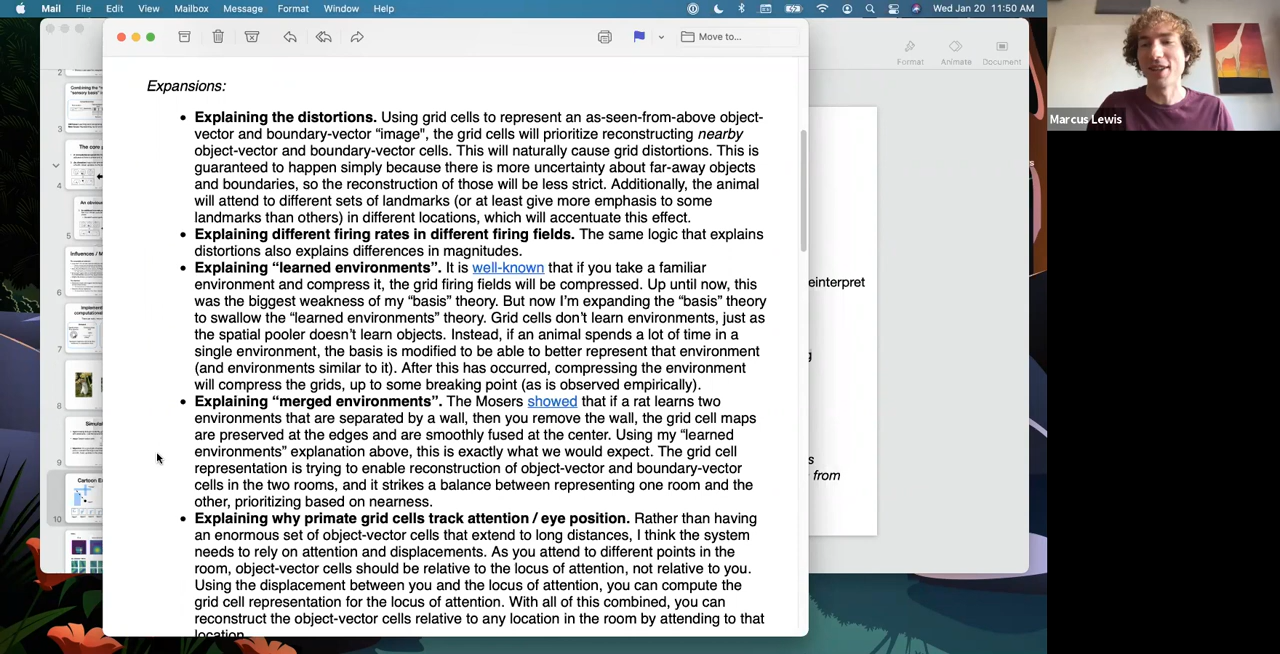 Mail File Edit View Mailbox Message Format Window Help Wed Jan 20 11:50 AM
Move to...
Format Animate Document
Expansions:
• Explaining the distortions. Using grid cells to represent an as-seen-from-above object-
vector and boundary-vector “image”, the grid cells will prioritize reconstructing nearby
object-vector and boundary-vector cells. This will naturally cause grid distortions. This is
guaranteed to happen simply because there is more uncertainty about far-away objects
and boundaries, so the reconstruction of those will be less strict. Additionally, the animal
will attend to different sets of landmarks (or at least give more emphasis to some
landmarks than others) in different locations, which will accentuate this effect.
• Explaining different firing rates in different firing fields. The same logic that explains
distortions also explains differences in magnitude.
• Explaining “learned environments”. It is well-known that if you take a familiar
environment and compress it, the grid firing fields will be compressed. Up until now, this
was the biggest weakness of my “basis” theory. But now I’m expanding the “basis” theory
to swallow the “learned environments” theory. Grid cells don’t learn environments, just as
the spatial pooler doesn’t learn objects. Instead, if an animal spends a lot of time in a
single environment, the basis is modified to be able to better represent that environment
(and environments similar to it). After this has occurred, compressing the environment
will compress the grids, up to some breaking point (as is observed empirically).
• Explaining “merged environments”. The Mosers showed that if a rat learns two
environments that are separated by a wall, then you remove the wall, the grid cell maps
are preserved at the edges and are smoothly fused at the center. Using my “learned
environments” explanation above, this is exactly what we would expect. The grid cell
representation is trying to enable reconstruction of object-vector and boundary-vector
cells in the two rooms, and it strikes a balance between representing one room and the
other, prioritizing based on nearness.
• Explaining why primate grid cells track attention / eye position. Rather than having
an enormous set of object-vector cells that extend to long distances, I think the system
needs to rely on attention and displacements. As you attend to different points in the
room, object-vector cells should be relative to the locus of attention, not relative to you.
Using the displacement between you and the locus of attention, you can compute the
grid cell representation for the locus of attention. With all of this combined, you can
reconstruct the object-vector cells relative to any location in the room by attending to that
location.
2
3
4
5
6
7
8
9
10
Combining the
The core
An obvious
Influences /
Cartoon
einterpret
g
s
from
Marcus Lewis